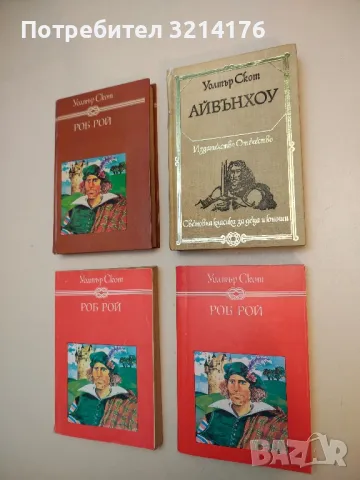 Потребител 3214176
Уолтър Скот
РОБ РОЙ
Уолтър Скот
АЙВЪНХОУ
Издателство Отечество
Световна класика за деца и юноши
Уолтър Скот
РОБ РОЙ
Уолтър Скот
РОБ РОЙ
BAZAR